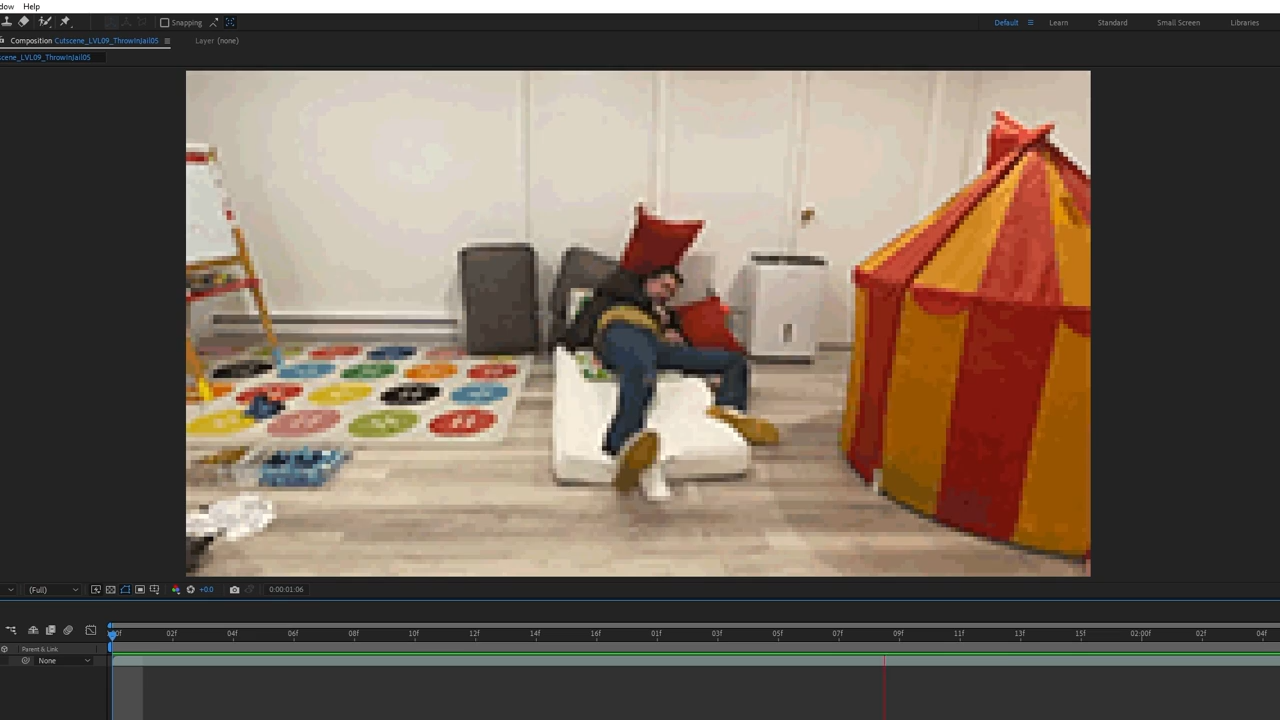 dow Help
Snapping
Default Learn Standard Small Screen Libraries
Composition Cutscene_LVL09_ThrowInJail05 Layer (none)
scene_LVL09_ThrowInJail05
(Full) +0.0 0:00:01:06
00f 02f 04f 06f 08f 10f 12f 14f 16f 01f 03f 05f 07f 09f 11f 13f 15f 02:00f 02f 04f
Parent & Link
None